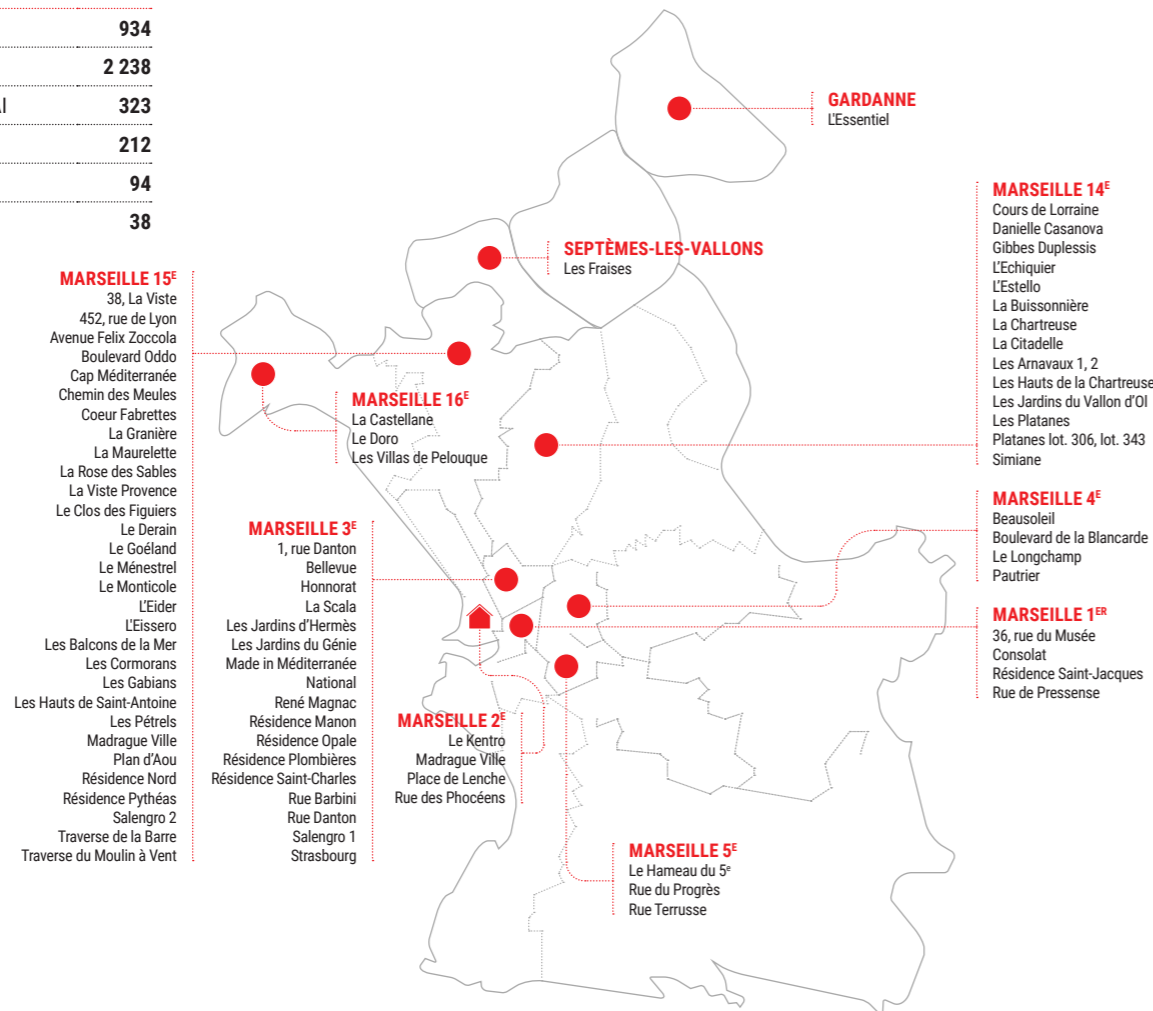 934
2 238
323
212
94
38
GARDANNE
L'Essentiel
SEPTÈMES-LES-VALLONS
Les Fraises
MARSEILLE 14E
Cours de Lorraine
Danielle Casanova
Gibbes Duplessis
L'Echiquier
L'Estello
La Buissonnière
La Chartreuse
La Citadelle
Les Arnavaux 1, 2
Les Hauts de la Chartreuse
Les Jardins du Vallon d'Ol
Les Platanes
Platanes lot. 306, lot. 343
Simiane
MARSEILLE 15E
38, La Viste
452, rue de Lyon
Avenue Felix Zoccola
Boulevard Oddo
Cap Méditerranée
Chemin des Meules
Coeur Fabrettes
La Granière
La Maurelette
La Rose des Sables
La Viste Provence
Le Clos des Figuiers
Le Derain
Le Goéland
Le Ménestrel
Le Monticole
L'Eider
L'Eissero
Les Balcons de la Mer
Les Cormorans
Les Gabians
Les Hauts de Saint-Antoine
Les Pétrels
Madrague Ville
Plan d'Aou
Résidence Nord
Résidence Pythéas
Salengro 2
Traverse de la Barre
Traverse du Moulin à Vent
MARSEILLE 16E
La Castellane
Le Doro
Les Villas de Pelouque
MARSEILLE 3E
1, rue Danton
Bellevue
Honnorat
La Scala
Les Jardins d'Hermès
Les Jardins du Génie
Made in Méditerranée
National
René Magnac
Résidence Manon
Résidence Opale
Résidence Plombières
Résidence Saint-Charles
Rue Barbini
Rue Danton
Salengro 1
Strasbourg
MARSEILLE 4E
Beausoleil
Boulevard de la Blancarde
Le Longchamp
Pautrier
MARSEILLE 1ER
36, rue du Musée
Consolat
Résidence Saint-Jacques
Rue de Pressense
MARSEILLE 2E
Le Kentro
Madrague Ville
Place de Lenche
Rue des Phocéens
MARSEILLE 5E
Le Hameau du 5e
Rue du Progrès
Rue Terrusse